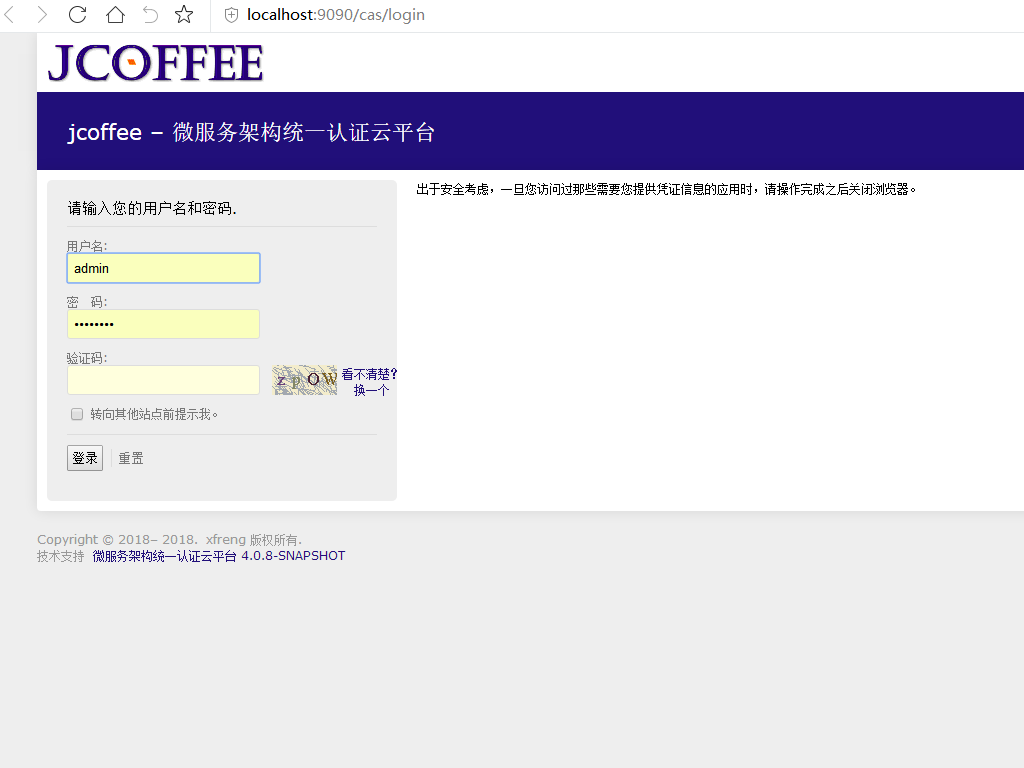 localhost:9090/cas/login
JCOFFEE
jcoffee – 微服务架构统一认证云平台
请输入您的用户名和密码.
出于安全考虑，一旦您访问过那些需要您提供凭证信息的应用时，请操作完成之后关闭浏览器。
用户名:
admin
密 码:
••••••••
验证码:
zpOW
看不清楚?
换一个
转向其他站点前提示我。
登录
重置
Copyright © 2018– 2018. xfreng 版权所有.
技术支持 微服务架构统一认证云平台 4.0.8-SNAPSHOT